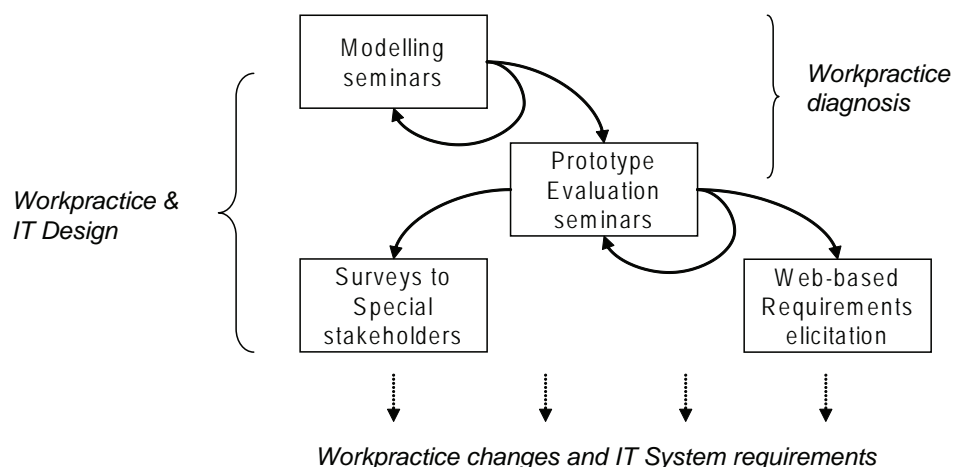 Modelling
seminars
Workpractice
diagnosis
Prototype
Evaluation
seminars
Workpractice &
IT Design
Surveys to
Special
stakeholders
Web-based
Requirements
elicitation
Workpractice changes and IT System requirements